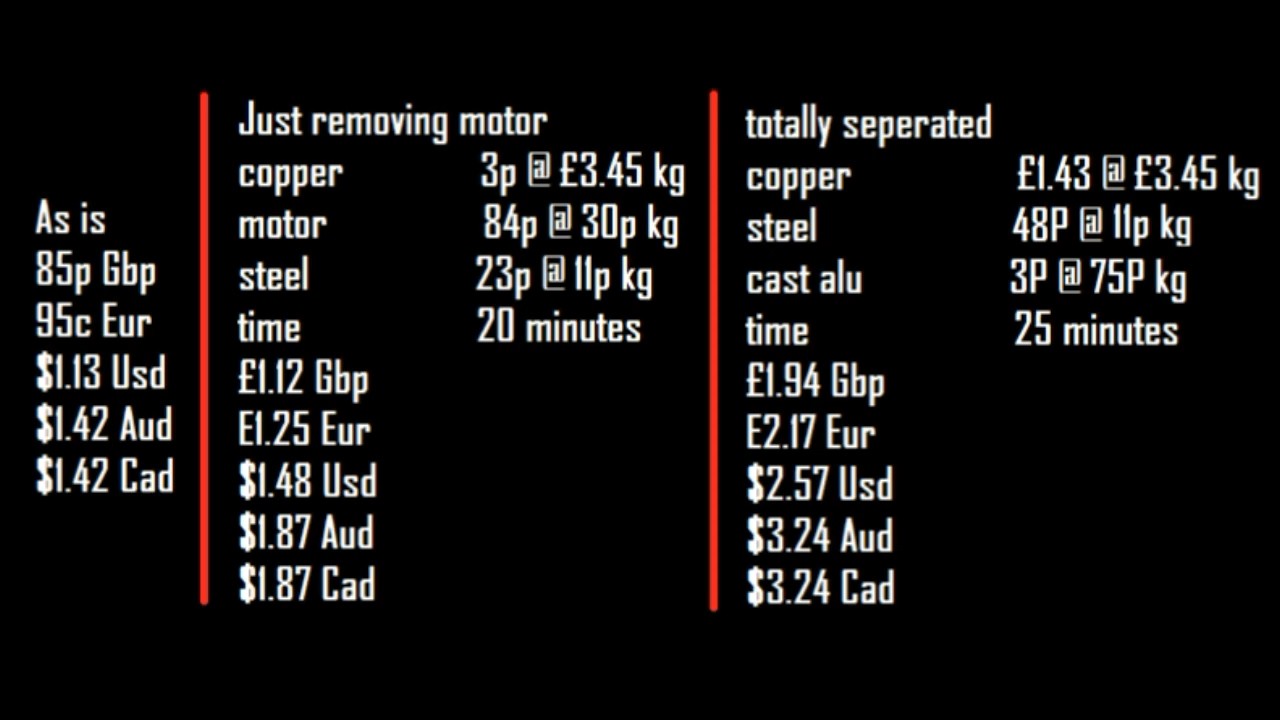 As is
85p Gbp
95c Eur
$1.13 Usd
$1.42 Aud
$1.42 Cad
Just removing motor
copper 3p @ £3.45 kg
motor 84p @ 30p kg
steel 23p @ 11p kg
time 20 minutes
£1.12 Gbp
E1.25 Eur
$1.48 Usd
$1.87 Aud
$1.87 Cad
totally seperated
copper £1.43 @ £3.45 kg
steel 48P @ 11p kg
cast alu 3P @ 75P kg
time 25 minutes
£1.94 Gbp
E2.17 Eur
$2.57 Usd
$3.24 Aud
$3.24 Cad